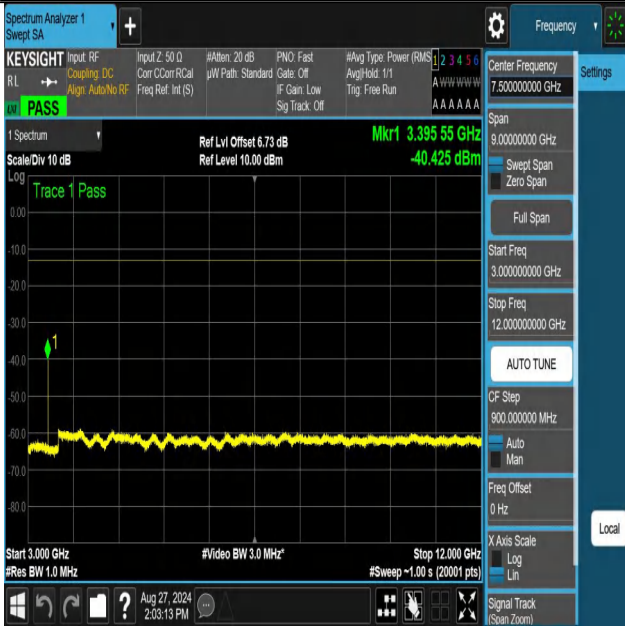 Spectrum Analyzer 1
Swept SA
+
Frequency
KEYSIGHT
RL
PASS
Input: RF
Coupling: DC
Align: Auto/No RF
Input Z: 50 Ω
Corr CCorr RCal
Freq Ref: Int (S)
#Atten: 20 dB
µW Path: Standard
PNO: Fast
Gate: Off
IF Gain: Low
Sig Track: Off
#Avg Type: Power (RMS
Avg|Hold: 1/1
Trig: Free Run
1 2 3 4 5 6
A W W W W W
A A A A A A
1 Spectrum
Scale/Div 10 dB
Ref Lvl Offset 6.73 dB
Ref Level 10.00 dBm
Mkr1 3.395 55 GHz
-40.425 dBm
Log
Trace 1 Pass
0.00
-10.0
-20.0
-30.0
-40.0
-50.0
-60.0
-70.0
-80.0
1
Start 3.000 GHz
#Res BW 1.0 MHz
#Video BW 3.0 MHz*
Stop 12.000 GHz
#Sweep ~1.00 s (20001 pts)
?
Aug 27, 2024
2:03:13 PM
Center Frequency
7.500000000 GHz
Span
9.00000000 GHz
Swept Span
Zero Span
Full Span
Start Freq
3.000000000 GHz
Stop Freq
12.000000000 GHz
AUTO TUNE
CF Step
900.000000 MHz
Auto
Man
Freq Offset
0 Hz
X Axis Scale
Log
Lin
Signal Track
(Span Zoom)
Settings
Local